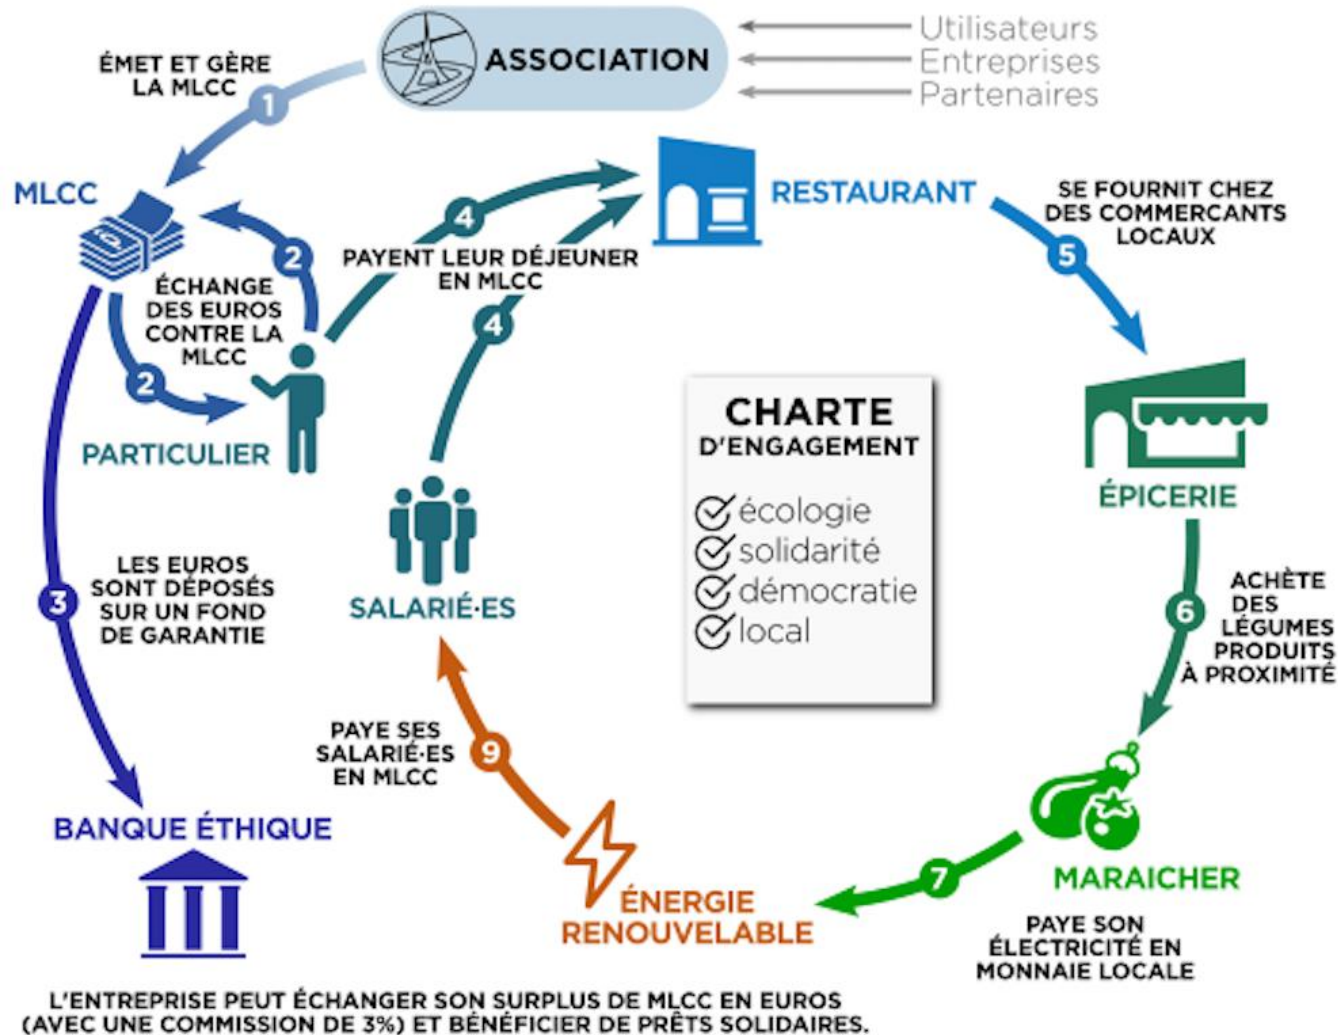 ASSOCIATION
Utilisateurs
Entreprises
Partenaires
ÉMET ET GÈRE
LA MLCC
1
MLCC
2
ÉCHANGE
DES EUROS
CONTRE LA
MLCC
2
PARTICULIER
4
PAYENT LEUR DÉJEUNER
EN MLCC
4
RESTAURANT
SE FOURNIT CHEZ
DES COMMERCANTS
LOCAUX
5
CHARTE
D'ENGAGEMENT
écologie
solidarité
démocratie
local
ÉPICERIE
SALARIÉ·ES
3
LES EUROS
SONT DÉPOSÉS
SUR UN FOND
DE GARANTIE
6
ACHÈTE
DES
LÉGUMES
PRODUITS
À PROXIMITÉ
PAYE SES
SALARIÉ·ES
EN MLCC
9
BANQUE ÉTHIQUE
ÉNERGIE
RENOUVELABLE
7
MARAICHER
PAYE SON
ÉLECTRICITÉ EN
MONNAIE LOCALE
L'ENTREPRISE PEUT ÉCHANGER SON SURPLUS DE MLCC EN EUROS
(AVEC UNE COMMISSION DE 3%) ET BÉNÉFICIER DE PRÊTS SOLIDAIRES.